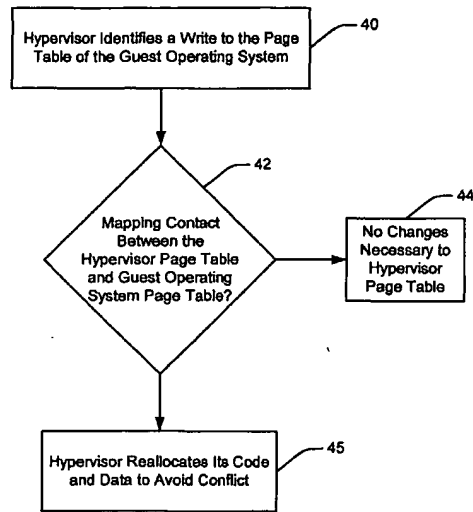 Hypervisor Identifies a Write to the Page
Table of the Guest Operating System
40
42
Mapping Contact
Between the
Hypervisor Page Table
and Guest Operating
System Page Table?
44
No Changes
Necessary to
Hypervisor
Page Table
Hypervisor Reallocates Its Code
and Data to Avoid Conflict
45